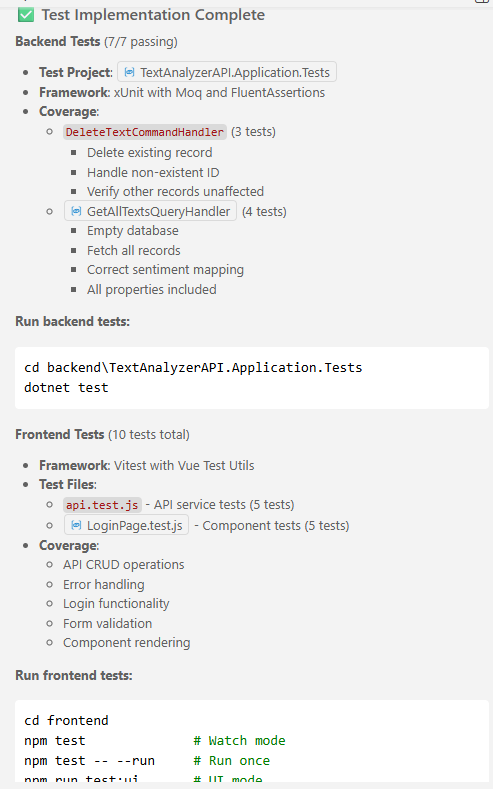 ✅ Test Implementation Complete
Backend Tests (7/7 passing)
• Test Project: TextAnalyzerAPI.Application.Tests
• Framework: xUnit with Moq and FluentAssertions
• Coverage:
○ DeleteTextCommandHandler (3 tests)
▪ Delete existing record
▪ Handle non-existent ID
▪ Verify other records unaffected
○ GetAllTextsQueryHandler (4 tests)
▪ Empty database
▪ Fetch all records
▪ Correct sentiment mapping
▪ All properties included
Run backend tests:
cd backend\TextAnalyzerAPI.Application.Tests
dotnet test
Frontend Tests (10 tests total)
• Framework: Vitest with Vue Test Utils
• Test Files:
○ api.test.js - API service tests (5 tests)
○ LoginPage.test.js - Component tests (5 tests)
• Coverage:
○ API CRUD operations
○ Error handling
○ Login functionality
○ Form validation
○ Component rendering
Run frontend tests:
cd frontend
npm test # Watch mode
npm test -- --run # Run once
npm run test:ui # UI mode